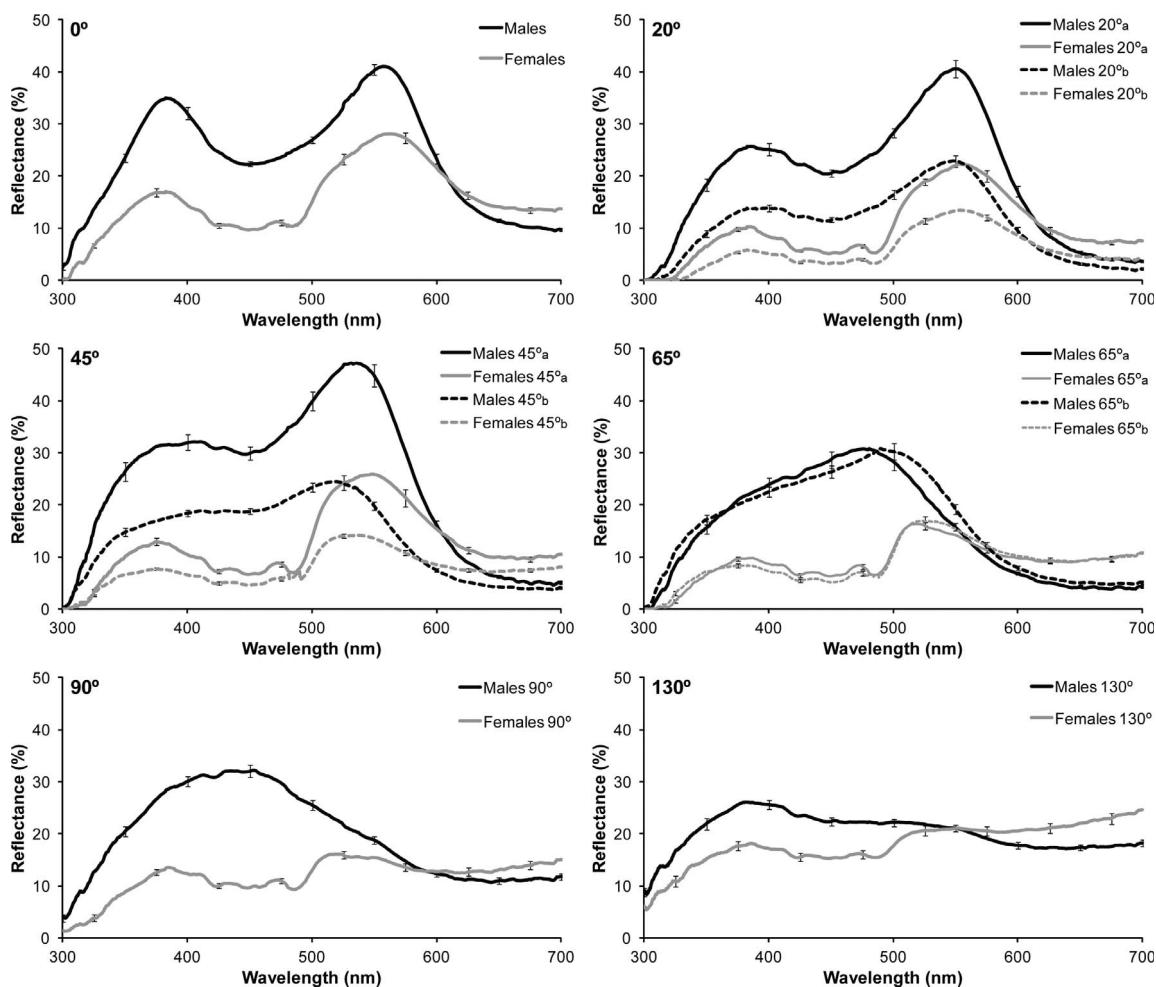 0º
Males
Females
Reflectance (%)
50
40
30
20
10
0
300
400
500
600
700
Wavelength (nm)
20º
Males 20ºa
Females 20ºa
Males 20ºb
Females 20ºb
Reflectance (%)
50
40
30
20
10
0
300
400
500
600
700
Wavelength (nm)
45º
Males 45ºa
Females 45ºa
Males 45ºb
Females 45ºb
Reflectance (%)
50
40
30
20
10
0
300
400
500
600
700
Wavelength (nm)
65º
Males 65ºa
Females 65ºa
Males 65ºb
Females 65ºb
Reflectance (%)
50
40
30
20
10
0
300
400
500
600
700
Wavelength (nm)
90º
Males 90º
Females 90º
Reflectance (%)
50
40
30
20
10
0
300
400
500
600
700
Wavelength (nm)
130º
Males 130º
Females 130º
Reflectance (%)
50
40
30
20
10
0
300
400
500
600
700
Wavelength (nm)